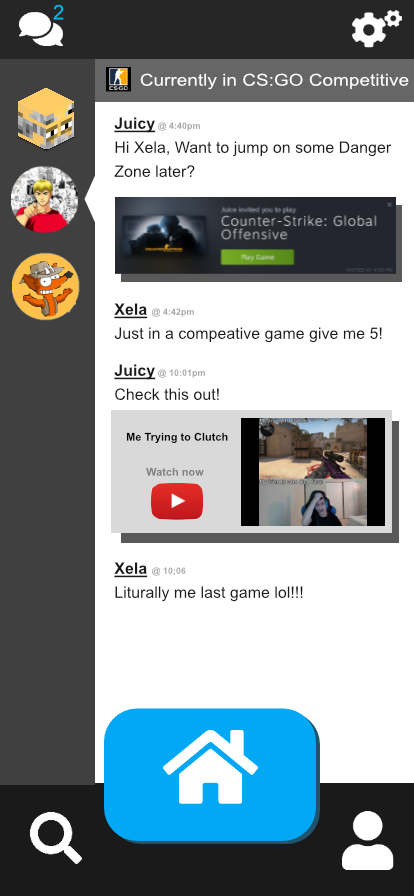 2
CS:GO
Currently in CS:GO Competitive
Juicy @ 4:40pm
Hi Xela, Want to jump on some Danger
Zone later?
Juice invited you to play
Counter-Strike: Global
Offensive
Play Game
Xela @ 4:42pm
Just in a compeative game give me 5!
Juicy @ 10:01pm
Check this out!
Me Trying to Clutch
Watch now
Xela @ 10;06
Liturally me last game lol!!!